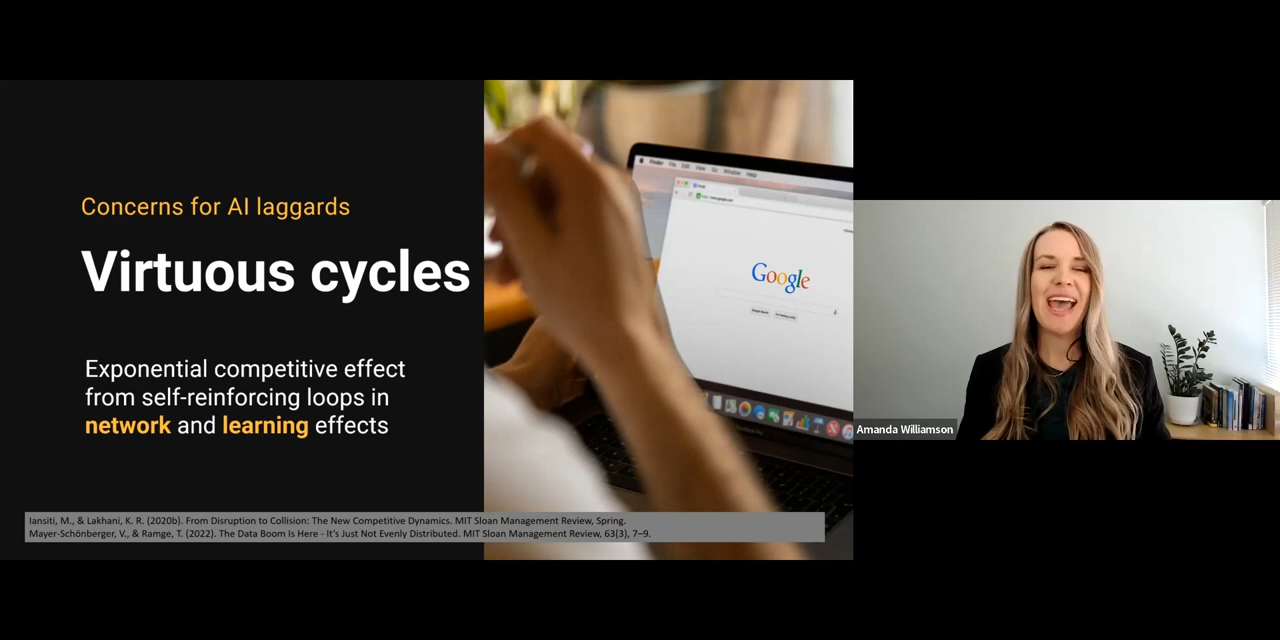 Concerns for AI laggards
Virtuous cycles
Exponential competitive effect
from self-reinforcing loops in
network and learning effects
Google
Iansiti, M., & Lakhani, K. R. (2020b). From Disruption to Collision: The New Competitive Dynamics. MIT Sloan Management Review, Spring.
Mayer-Schönberger, V., & Ramge, T. (2022). The Data Boom Is Here - It's Just Not Evenly Distributed. MIT Sloan Management Review, 63(3), 7–9.
Amanda Williamson